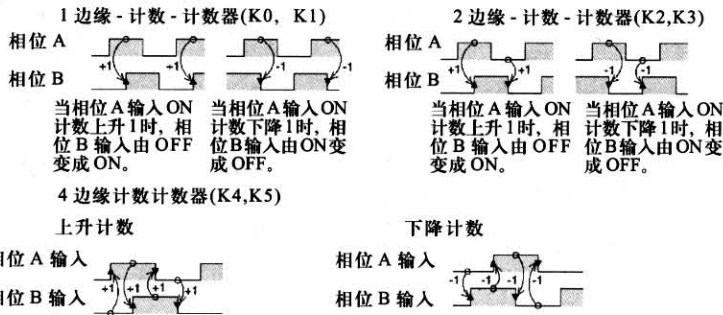 1 边缘 - 计数 - 计数器(K0, K1)
相位 A
+1
+1
-1
-1
相位 B
当相位A输入ON
计数上升1时, 相
位 B 输入由 OFF
变成ON。
当相位A输入ON
计数下降1时, 相
位B输入由ON变
成OFF。
2 边缘 - 计数 - 计数器(K2,K3)
相位 A
+1
+1
-1
-1
相位 B
当相位A输入ON
计数上升1时, 相
位 B 输入由 OFF
变成ON。
当相位A输入ON
计数下降1时, 相
位B输入由ON变
成OFF。
4 边缘计数计数器(K4,K5)
上升计数
相位 A 输入
+1
+1
+1
+1
相位 B 输入
下降计数
相位 A 输入
-1
-1
-1
-1
相位 B 输入